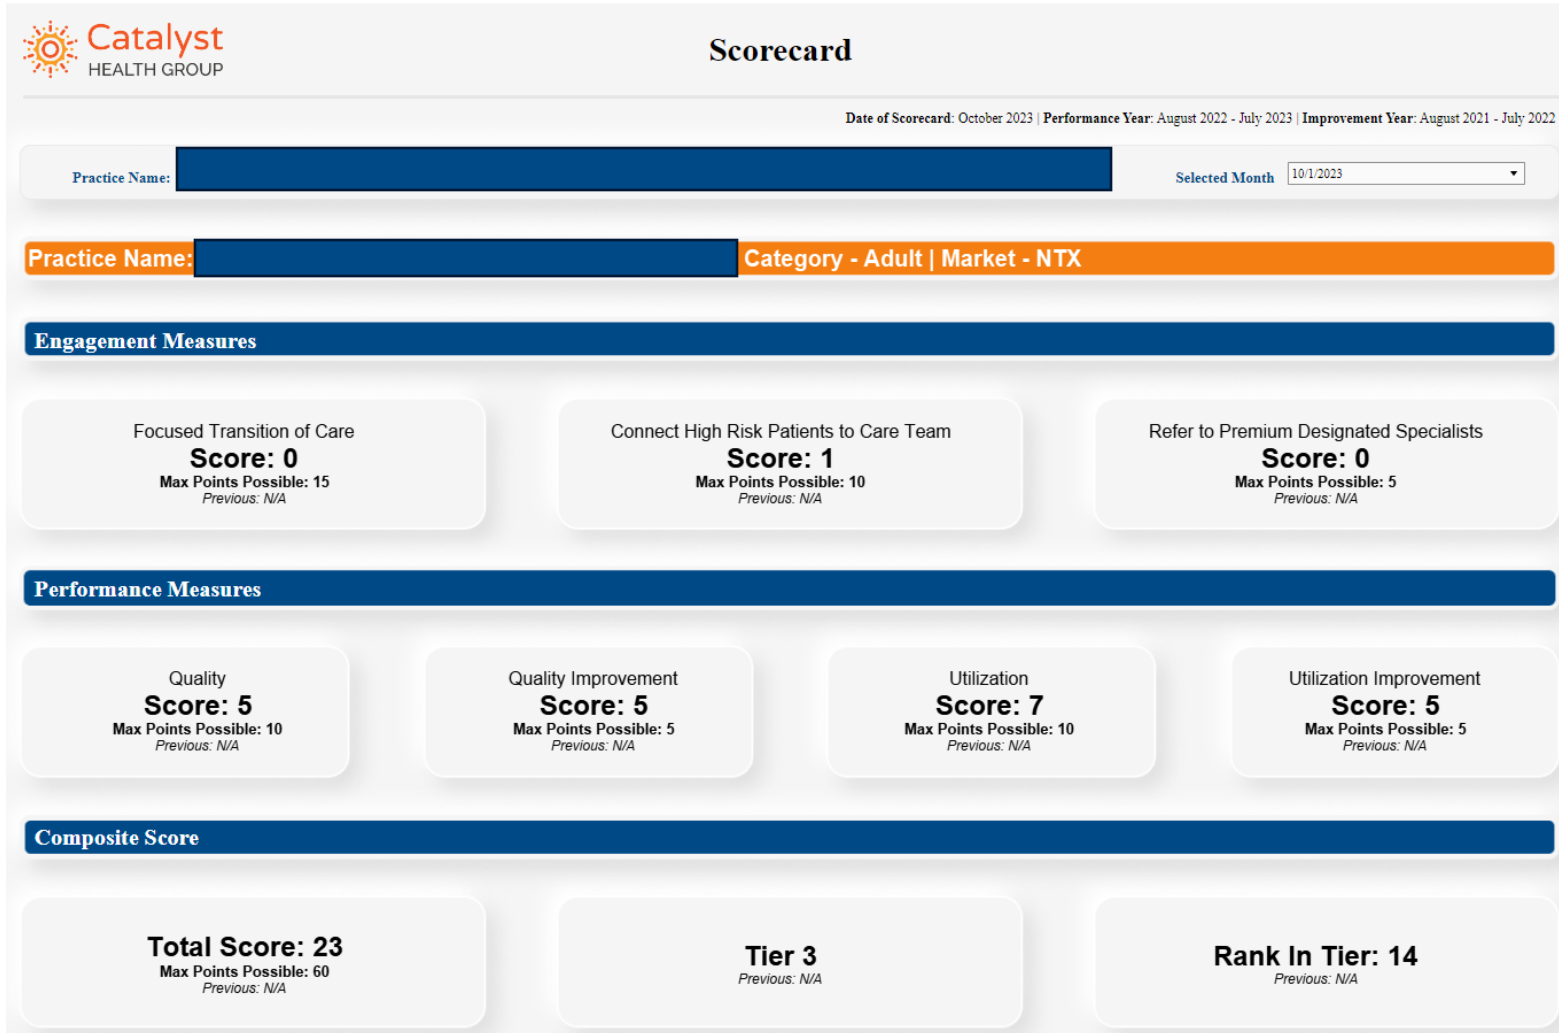 Catalyst
HEALTH GROUP
Scorecard
Date of Scorecard: October 2023 | Performance Year: August 2022 - July 2023 | Improvement Year: August 2021 - July 2022
Practice Name:
Selected Month 10/1/2023
Practice Name: Category - Adult | Market - NTX
Engagement Measures
Focused Transition of Care
Score: 0
Max Points Possible: 15
Previous: N/A
Connect High Risk Patients to Care Team
Score: 1
Max Points Possible: 10
Previous: N/A
Refer to Premium Designated Specialists
Score: 0
Max Points Possible: 5
Previous: N/A
Performance Measures
Quality
Score: 5
Max Points Possible: 10
Previous: N/A
Quality Improvement
Score: 5
Max Points Possible: 5
Previous: N/A
Utilization
Score: 7
Max Points Possible: 10
Previous: N/A
Utilization Improvement
Score: 5
Max Points Possible: 5
Previous: N/A
Composite Score
Total Score: 23
Max Points Possible: 60
Previous: N/A
Tier 3
Previous: N/A
Rank In Tier: 14
Previous: N/A